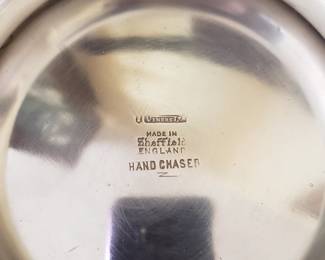 MADE IN
Sheffield
ENGLAND
HAND CHASED